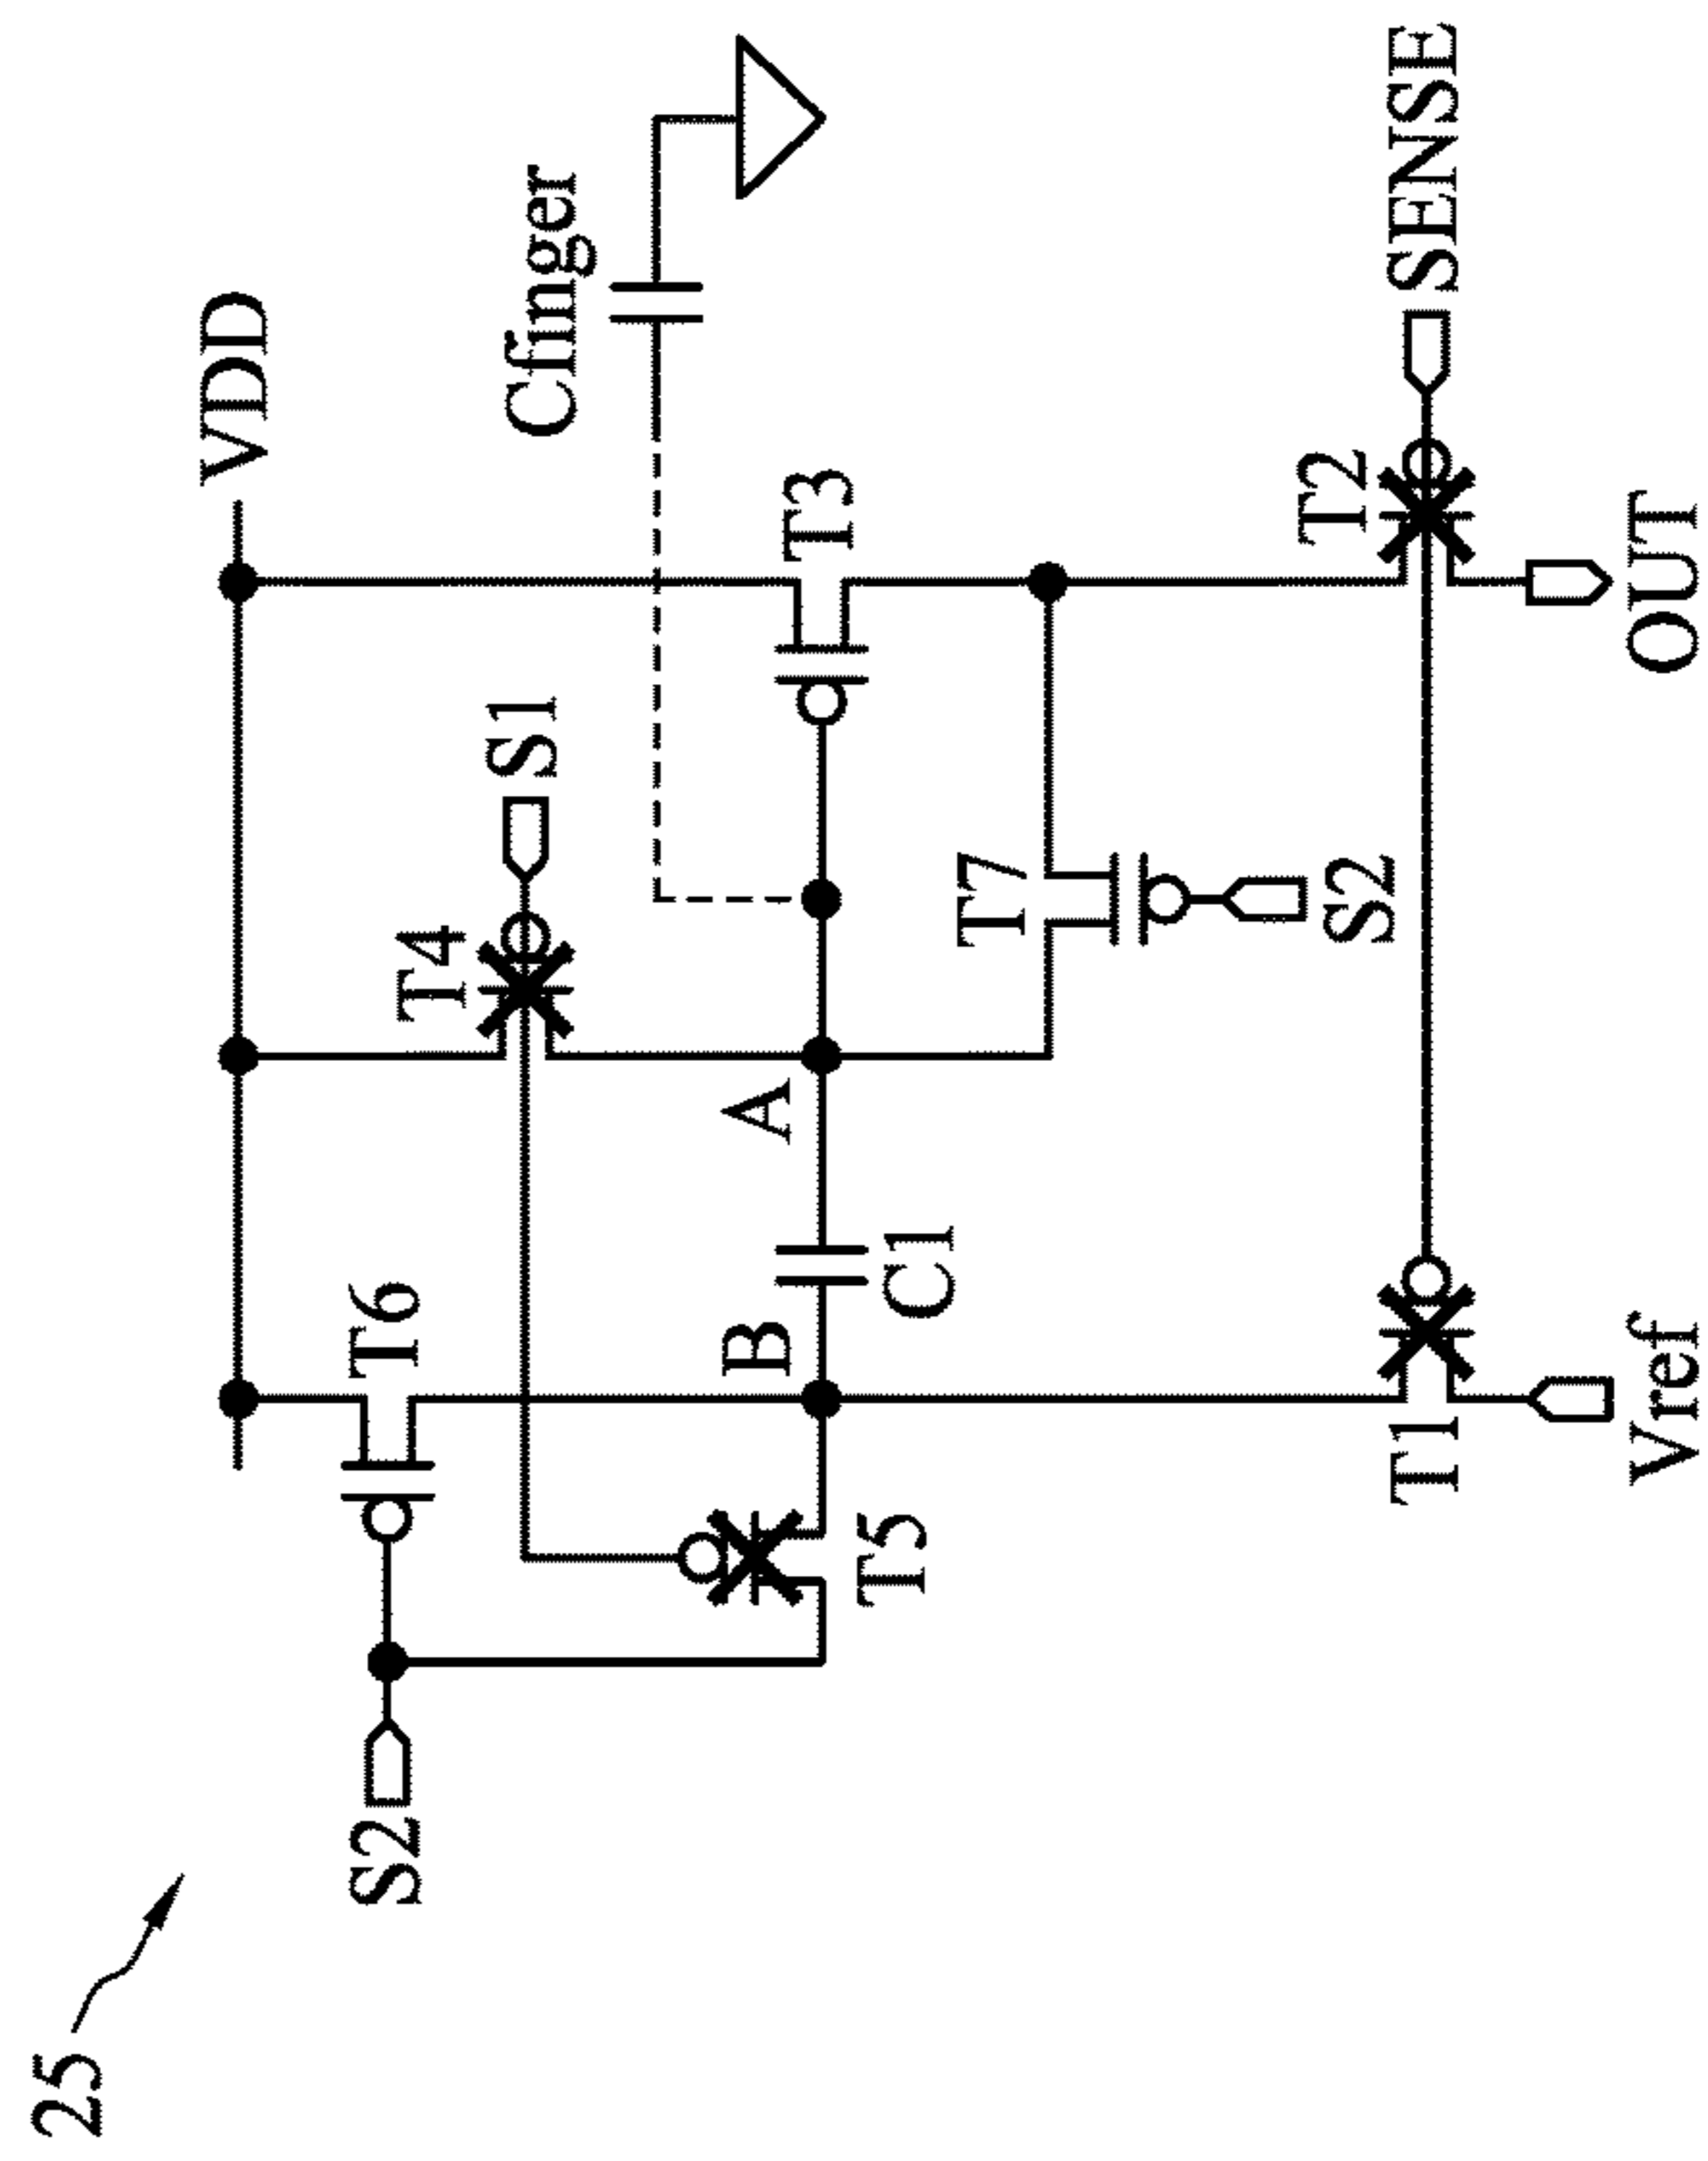 25
S2
T6
VDD
T4
S1
Cfinger
T5
B
C1
A
T3
T7
S2
T1
Vref
T2
SENSE
OUT